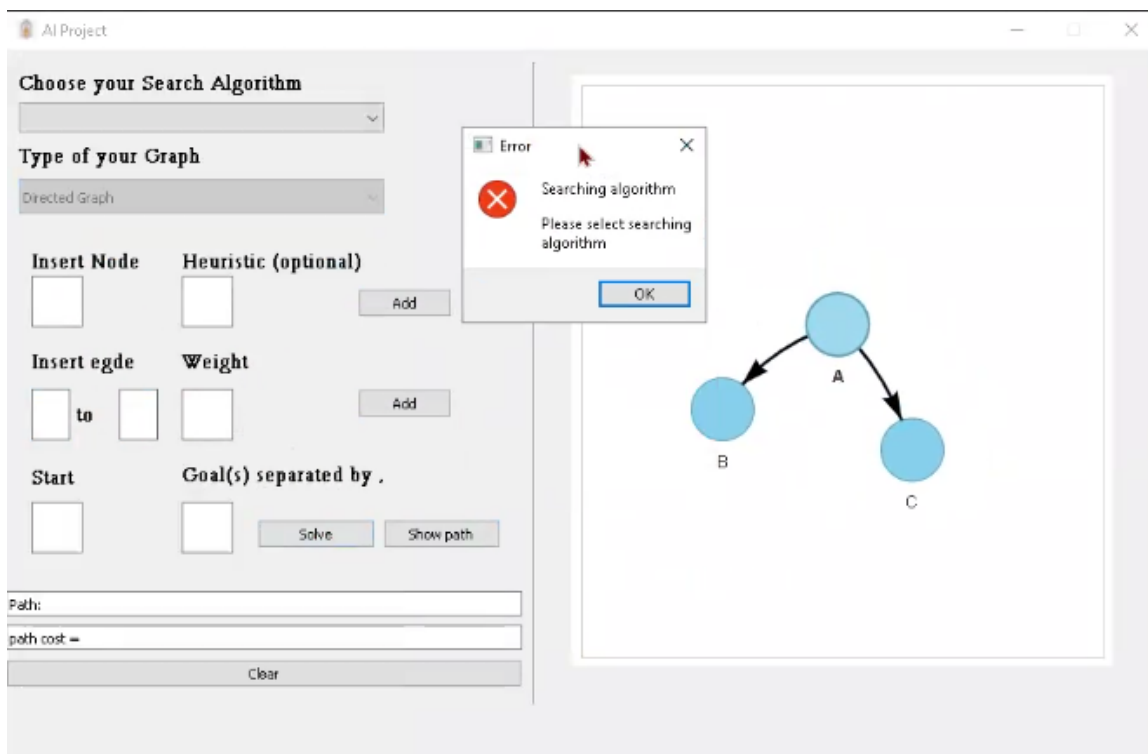 AI Project
Choose your Search Algorithm
Type of your Graph
Directed Graph
Insert Node
Heuristic (optional)
Add
Insert egde
Weight
to
Add
Start
Goal(s) separated by ,
Solve
Show path
Path:
path cost =
Clear
Error
Searching algorithm
Please select searching
algorithm
OK
A
B
C